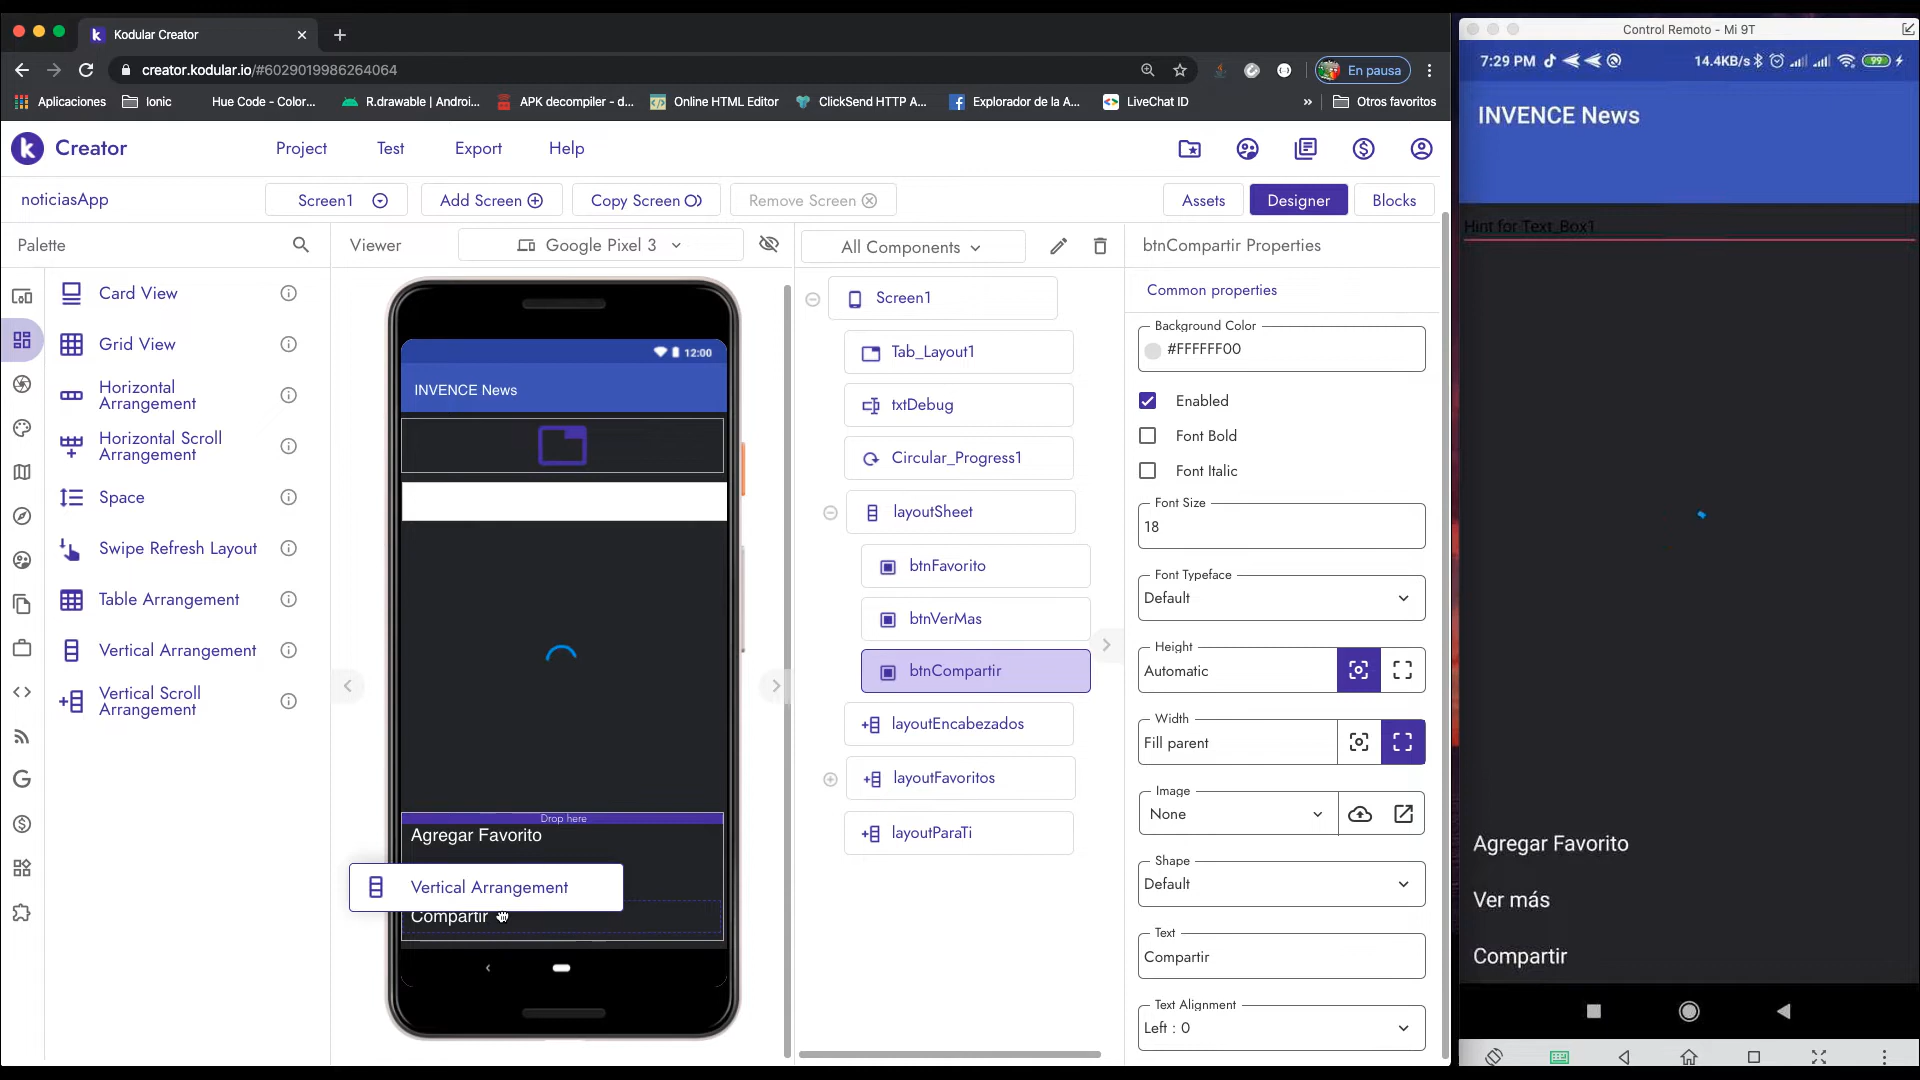 Kodular Creator
creator.kodular.io/#6029019986264064
En pausa
Aplicaciones
Ionic
Hue Code - Color...
R.drawable | Androi...
APK decompiler - d...
Online HTML Editor
ClickSend HTTP A...
Explorador de la A...
LiveChat ID
»
Otros favoritos
Creator
Project
Test
Export
Help
noticiasApp
Screen1
Add Screen
Copy Screen
Remove Screen
Assets
Designer
Blocks
Palette
Card View
Grid View
Horizontal
Arrangement
Horizontal Scroll
Arrangement
Space
Swipe Refresh Layout
Table Arrangement
Vertical Arrangement
Vertical Scroll
Arrangement
Viewer
Google Pixel 3
12:00
INVENCE News
Drop here
Agregar Favorito
Vertical Arrangement
Compartir
All Components
Screen1
Tab_Layout1
txtDebug
Circular_Progress1
layoutSheet
btnFavorito
btnVerMas
btnCompartir
layoutEncabezados
layoutFavoritos
layoutParaTi
btnCompartir Properties
Common properties
Background Color
#FFFFFF00
Enabled
Font Bold
Font Italic
Font Size
18
Font Typeface
Default
Height
Automatic
Width
Fill parent
Image
None
Shape
Default
Text
Compartir
Text Alignment
Left : 0
Control Remoto - Mi 9T
7:29 PM
14.4KB/s
99
INVENCE News
Hint for Text_Box1
Agregar Favorito
Ver más
Compartir